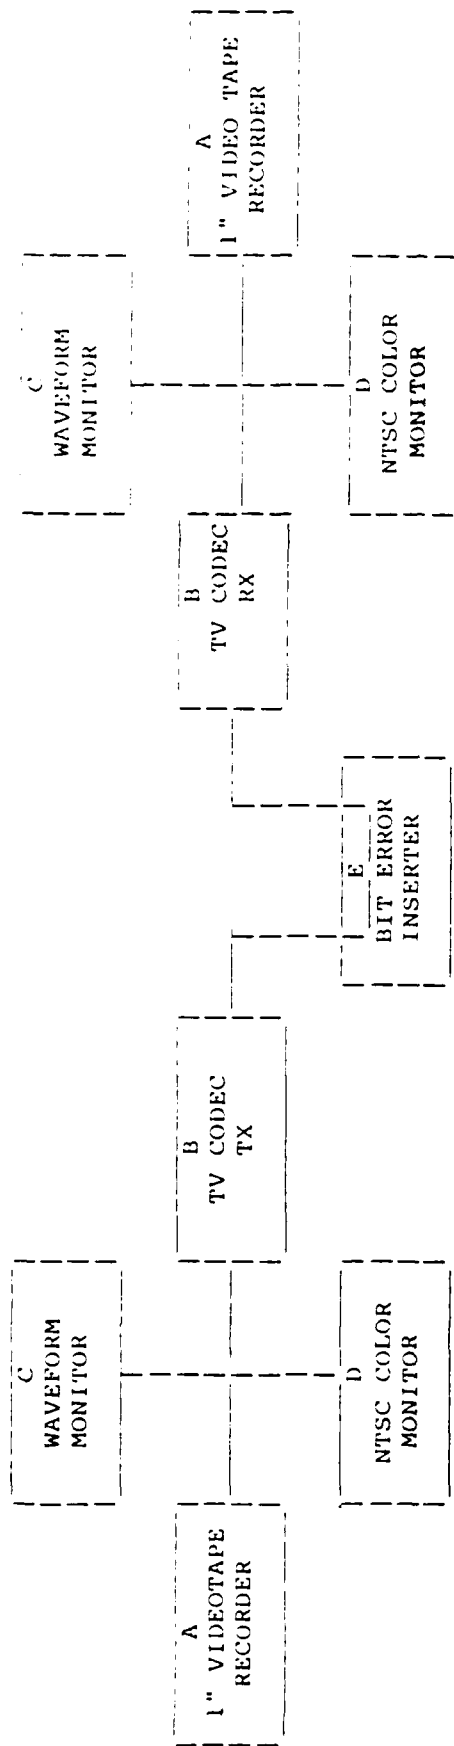 C
WAVEFORM
MONITOR
C
WAVEFORM
MONITOR
A
1" VIDEOTAPE
RECORDER
B
TV CODEC
TX
B
TV CODEC
RX
A
1" VIDEO TAPE
RECORDER
D
NTSC COLOR
MONITOR
E
BIT ERROR
INSERTER
D
NTSC COLOR
MONITOR